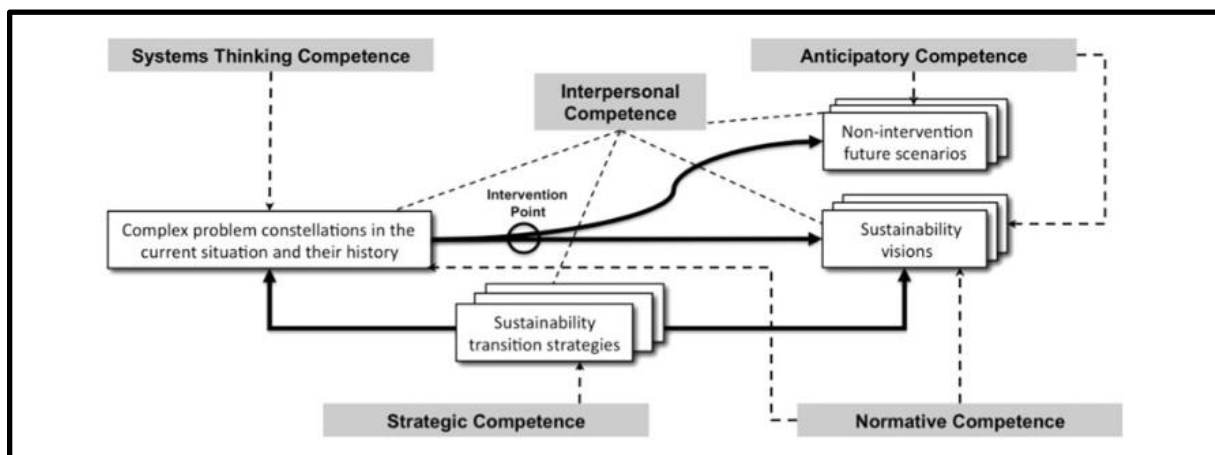 Systems Thinking Competence
Anticipatory Competence
Interpersonal
Competence
Non-intervention
future scenarios
Intervention
Point
Complex problem constellations in the
current situation and their history
Sustainability
visions
Sustainability
transition strategies
Strategic Competence
Normative Competence